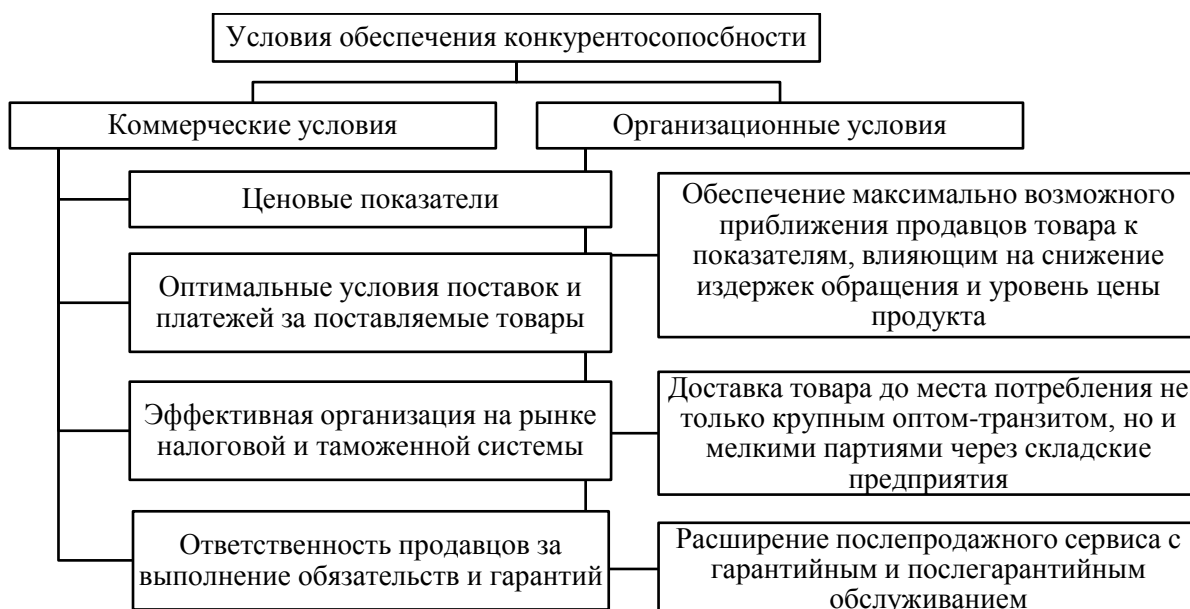 Условия обеспечения конкурентосопосбности
Коммерческие условия
Организационные условия
Ценовые показатели
Оптимальные условия поставок и
платежей за поставляемые товары
Эффективная организация на рынке
налоговой и таможенной системы
Ответственность продавцов за
выполнение обязательств и гарантий
Обеспечение максимально возможного
приближения продавцов товара к
показателям, влияющим на снижение
издержек обращения и уровень цены
продукта
Доставка товара до места потребления не
только крупным оптом-транзитом, но и
мелкими партиями через складские
предприятия
Расширение послепродажного сервиса с
гарантийным и послегарантийным
обслуживанием